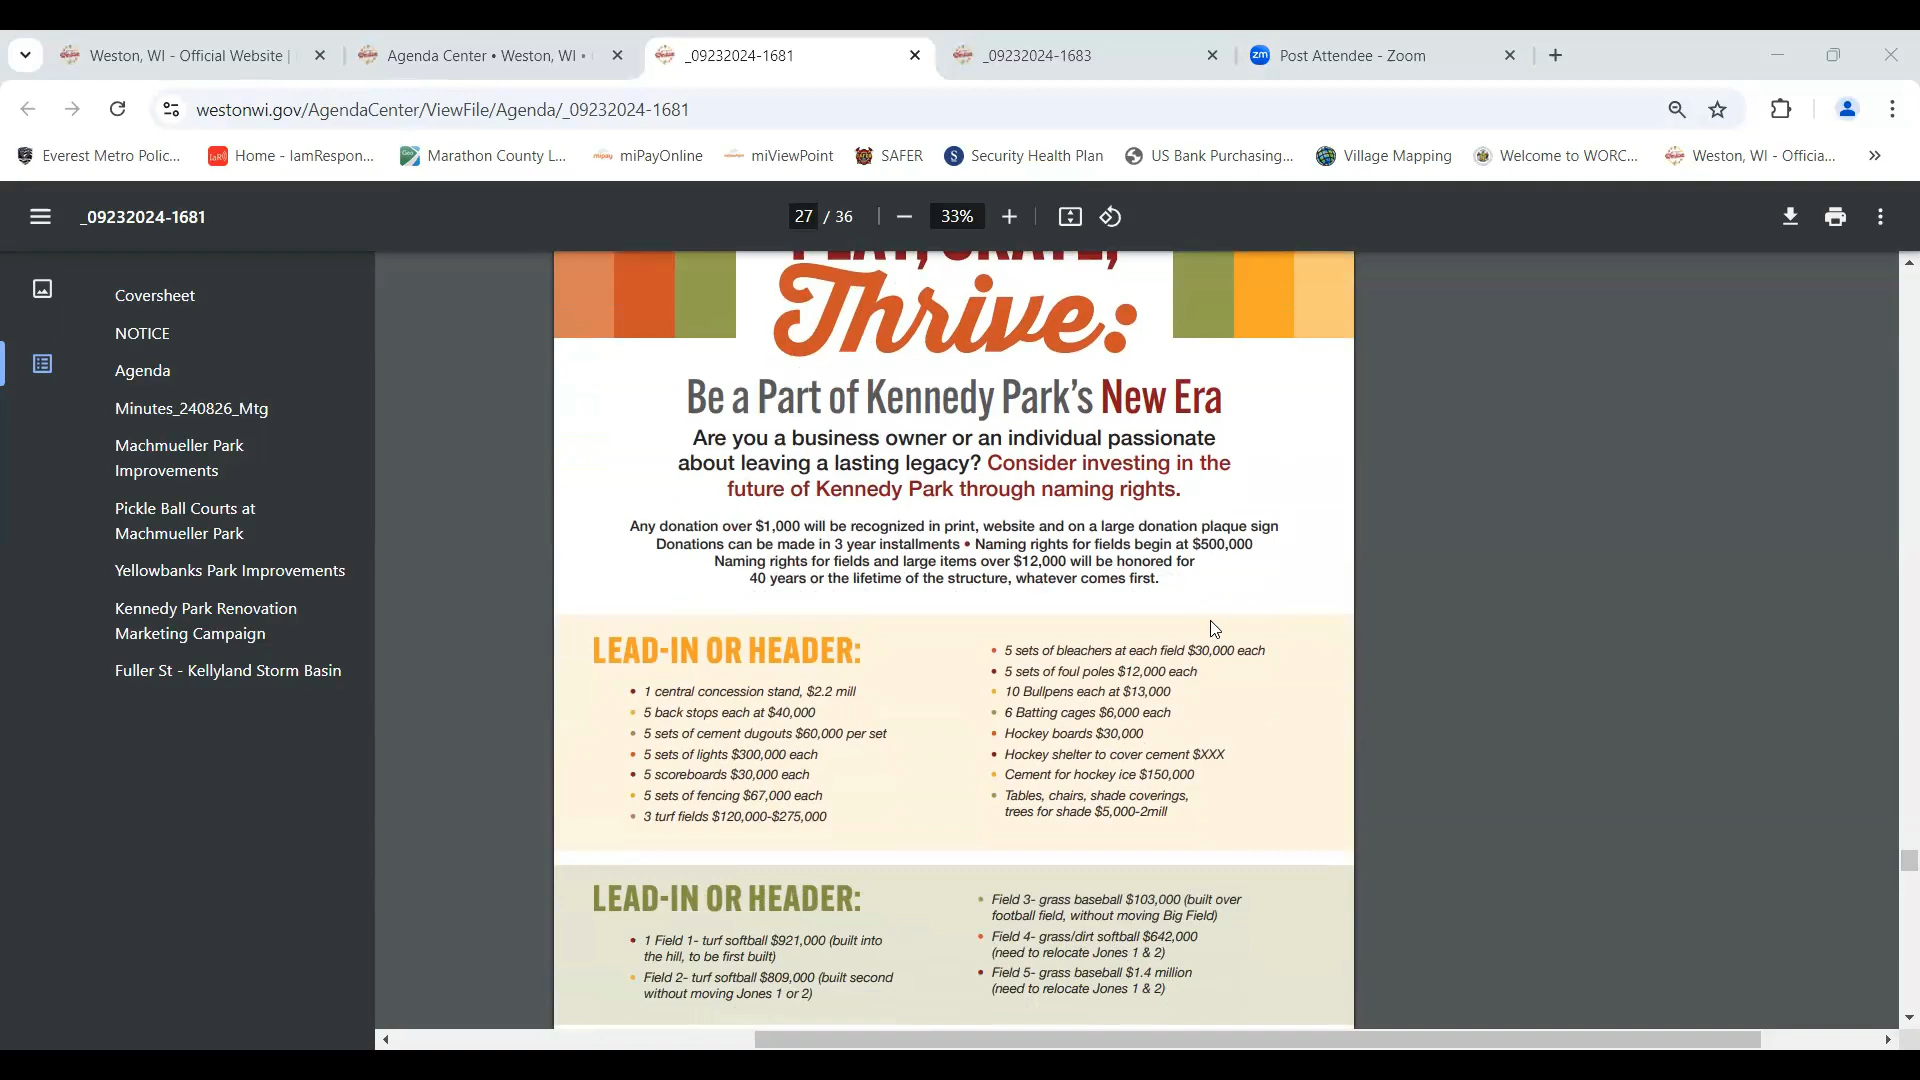 Weston, WI - Official Website |
Agenda Center • Weston, WI •
_09232024-1681
_09232024-1683
zm
Post Attendee - Zoom
westonwi.gov/AgendaCenter/ViewFile/Agenda/_09232024-1681
Everest Metro Polic...
Home - IamRespon...
Marathon County L...
miPayOnline
miViewPoint
SAFER
Security Health Plan
US Bank Purchasing...
Village Mapping
Welcome to WORC...
Weston, WI - Officia...
_09232024-1681
27 / 36
33%
Coversheet
NOTICE
Agenda
Minutes_240826_Mtg
Machmueller Park
Improvements
Pickle Ball Courts at
Machmueller Park
Yellowbanks Park Improvements
Kennedy Park Renovation
Marketing Campaign
Fuller St - Kellyland Storm Basin
Thrive:
Be a Part of Kennedy Park's New Era
Are you a business owner or an individual passionate
about leaving a lasting legacy? Consider investing in the
future of Kennedy Park through naming rights.
Any donation over $1,000 will be recognized in print, website and on a large donation plaque sign
Donations can be made in 3 year installments • Naming rights for fields begin at $500,000
Naming rights for fields and large items over $12,000 will be honored for
40 years or the lifetime of the structure, whatever comes first.
LEAD-IN OR HEADER:
• 1 central concession stand, $2.2 mill
• 5 back stops each at $40,000
• 5 sets of cement dugouts $60,000 per set
• 5 sets of lights $300,000 each
• 5 scoreboards $30,000 each
• 5 sets of fencing $67,000 each
• 3 turf fields $120,000-$275,000
• 5 sets of bleachers at each field $30,000 each
• 5 sets of foul poles $12,000 each
• 10 Bullpens each at $13,000
• 6 Batting cages $6,000 each
• Hockey boards $30,000
• Hockey shelter to cover cement $XXX
• Cement for hockey ice $150,000
• Tables, chairs, shade coverings,
trees for shade $5,000-2mill
LEAD-IN OR HEADER:
• 1 Field 1- turf softball $921,000 (built into
the hill, to be first built)
• Field 2- turf softball $809,000 (built second
without moving Jones 1 or 2)
• Field 3- grass baseball $103,000 (built over
football field, without moving Big Field)
• Field 4- grass/dirt softball $642,000
(need to relocate Jones 1 & 2)
• Field 5- grass baseball $1.4 million
(need to relocate Jones 1 & 2)